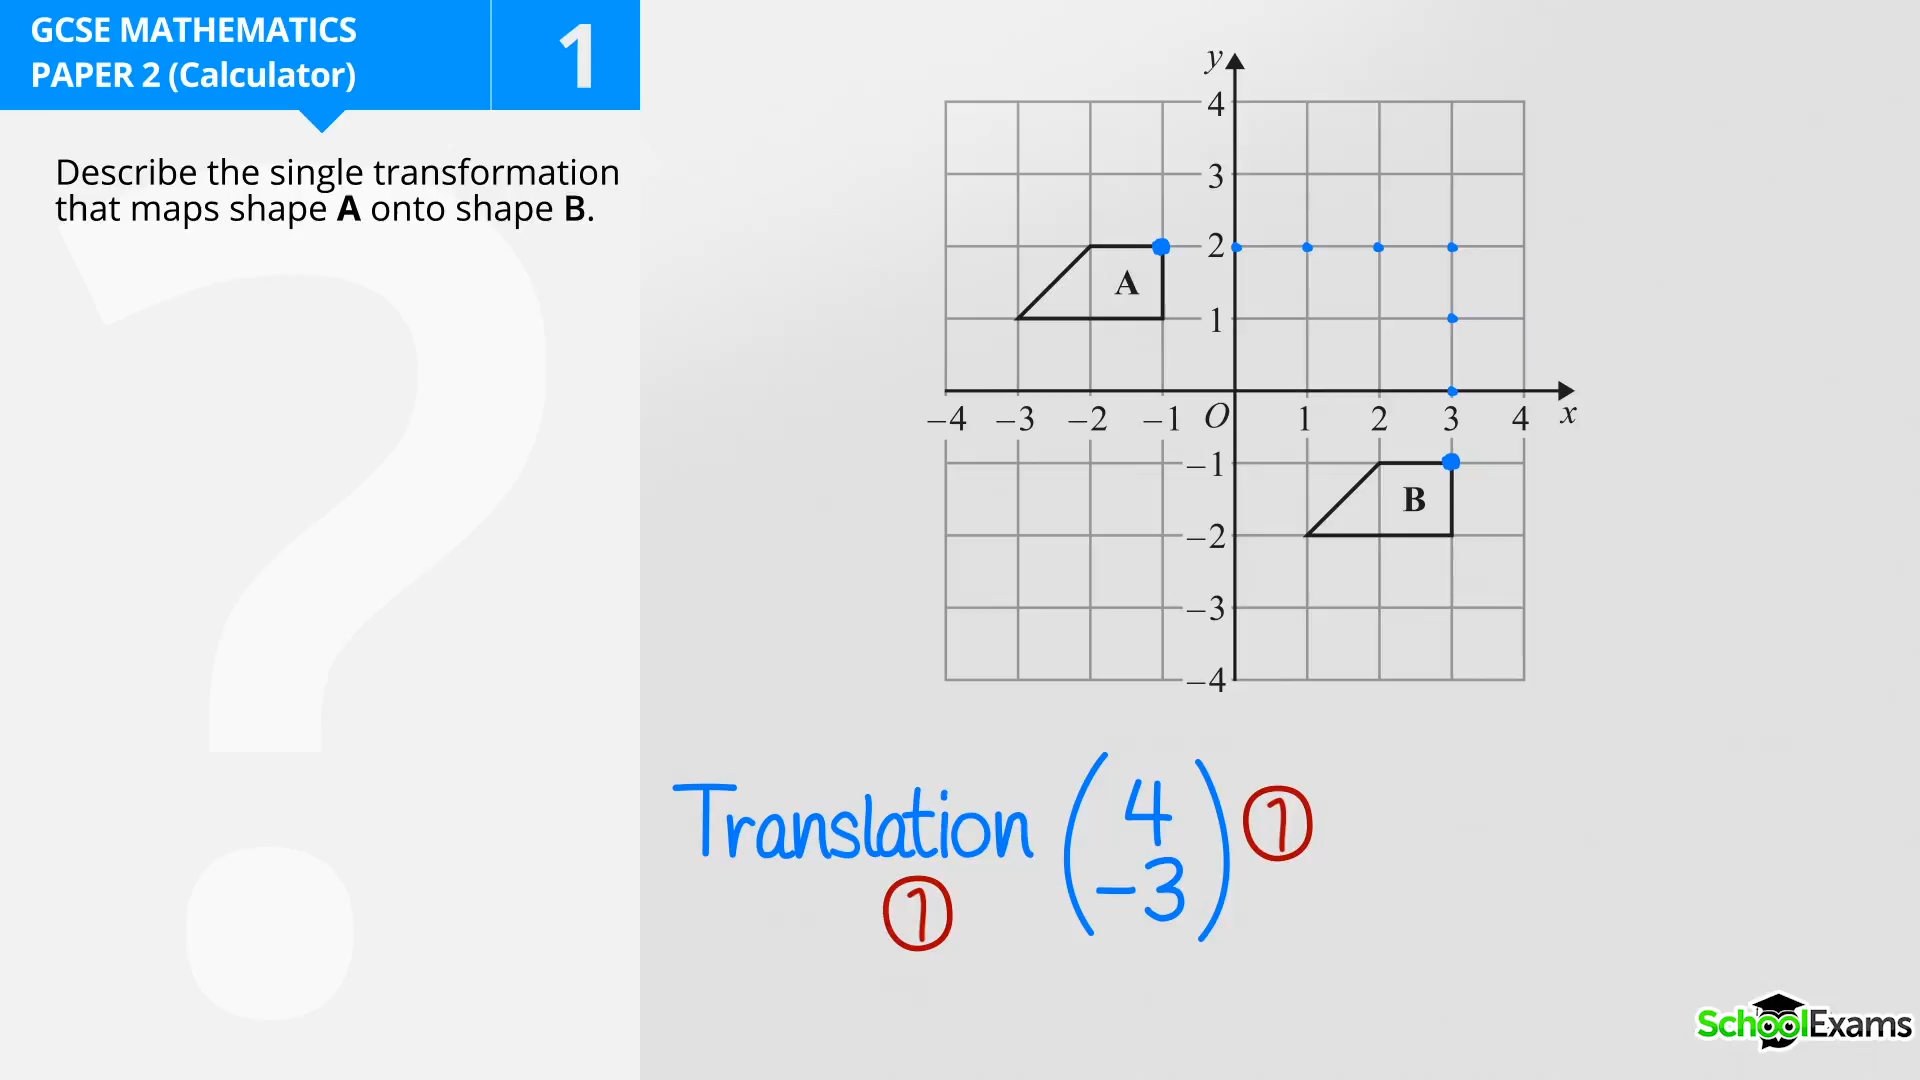 GCSE MATHEMATICS
PAPER 2 (Calculator)
1
Describe the single transformation
that maps shape A onto shape B.
y
4
3
2
A
1
−4 −3 −2 −1 O 1 2 3 4 x
−1
B
−2
−3
−4
Translation (4 −3) 1
1
SchoolExams